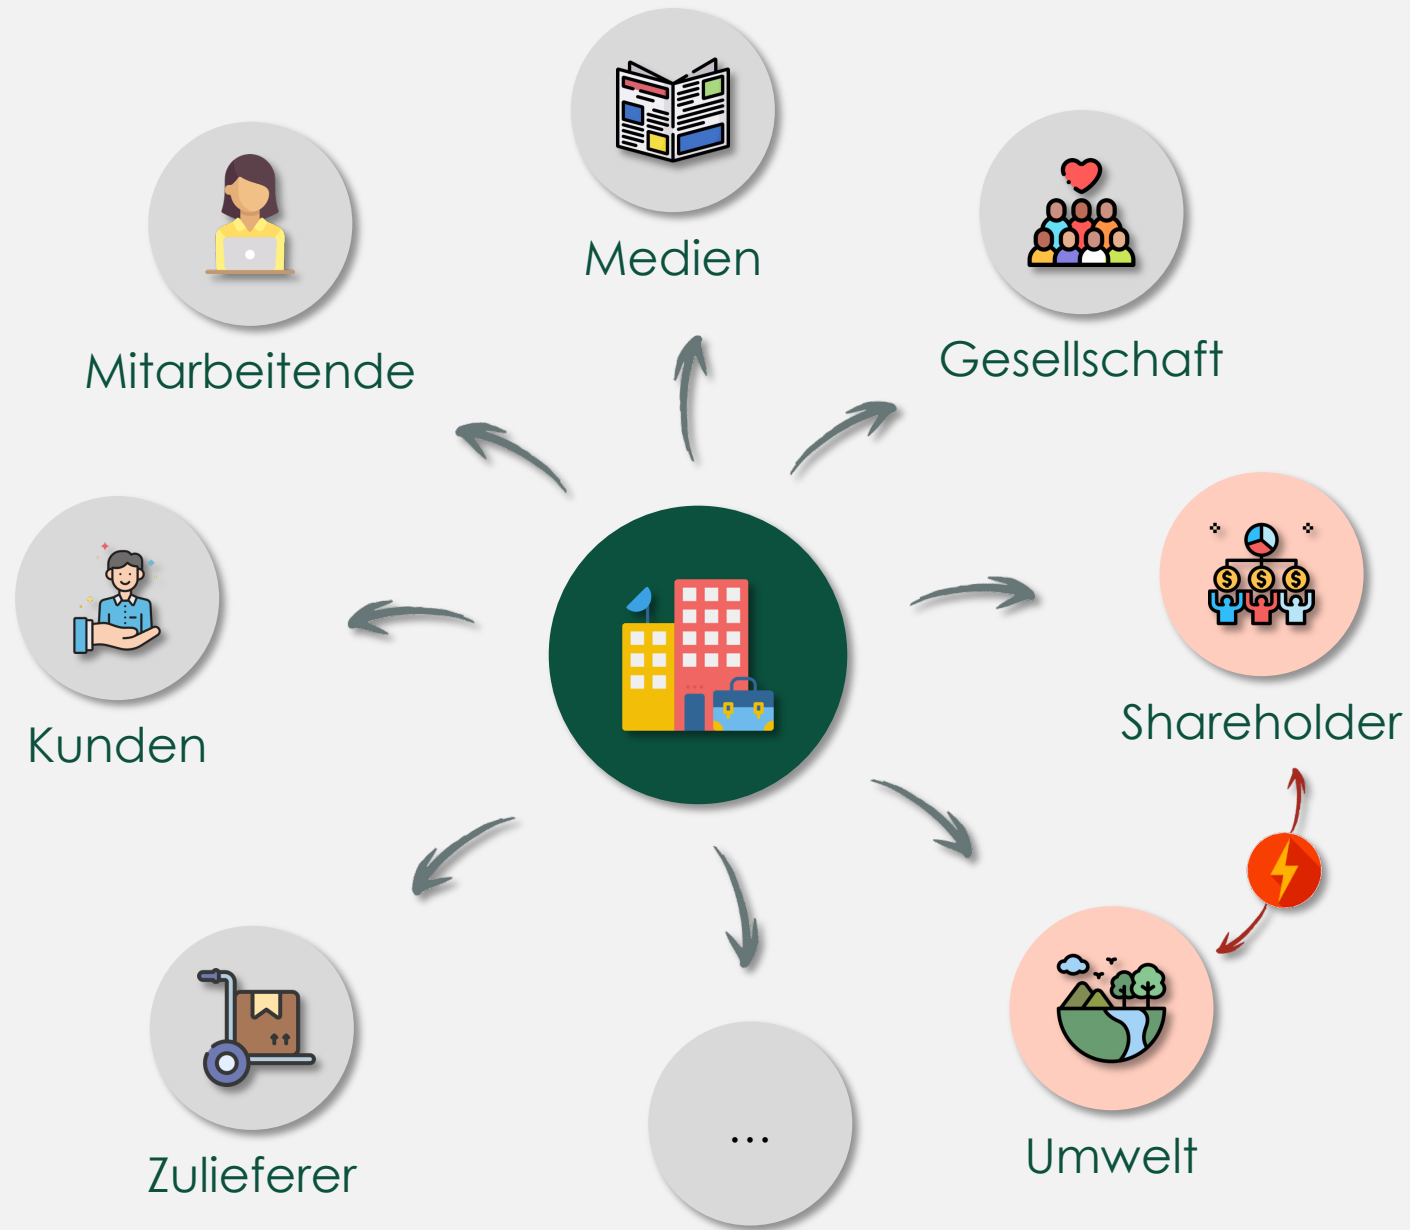 Medien
Mitarbeitende
Gesellschaft
Kunden
Shareholder
Zulieferer
...
Umwelt